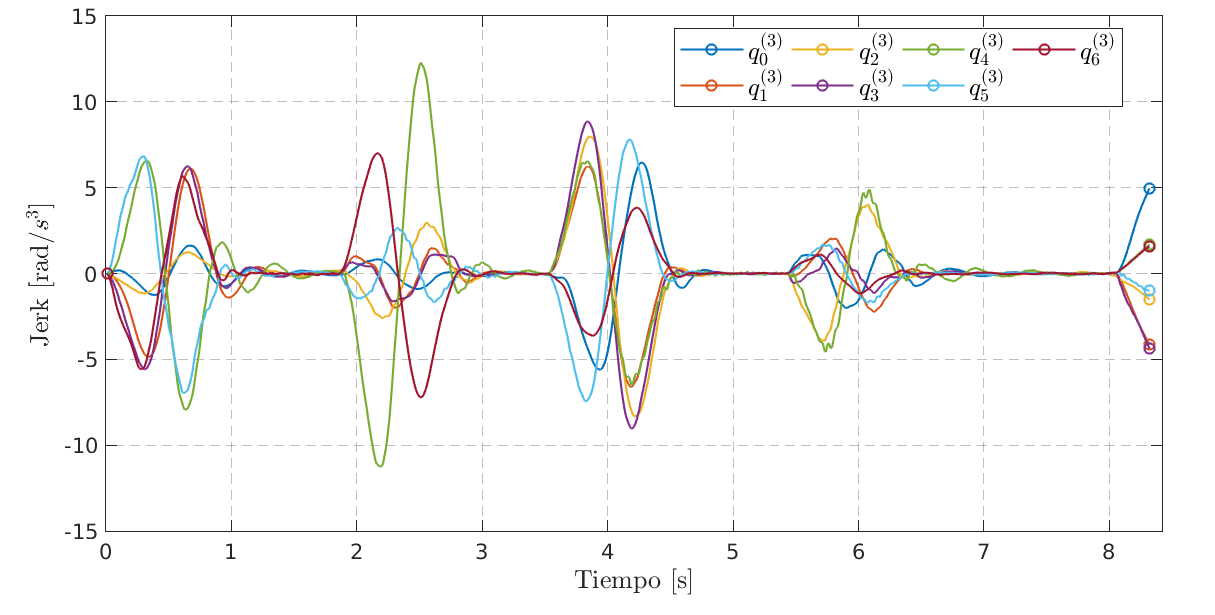 15
10
5
0
-5
-10
-15
Jerk [rad/s³]
q₀⁽³⁾ q₂⁽³⁾ q₄⁽³⁾ q₆⁽³⁾
q₁⁽³⁾ q₃⁽³⁾ q₅⁽³⁾
0 1 2 3 4 5 6 7 8
Tiempo [s]